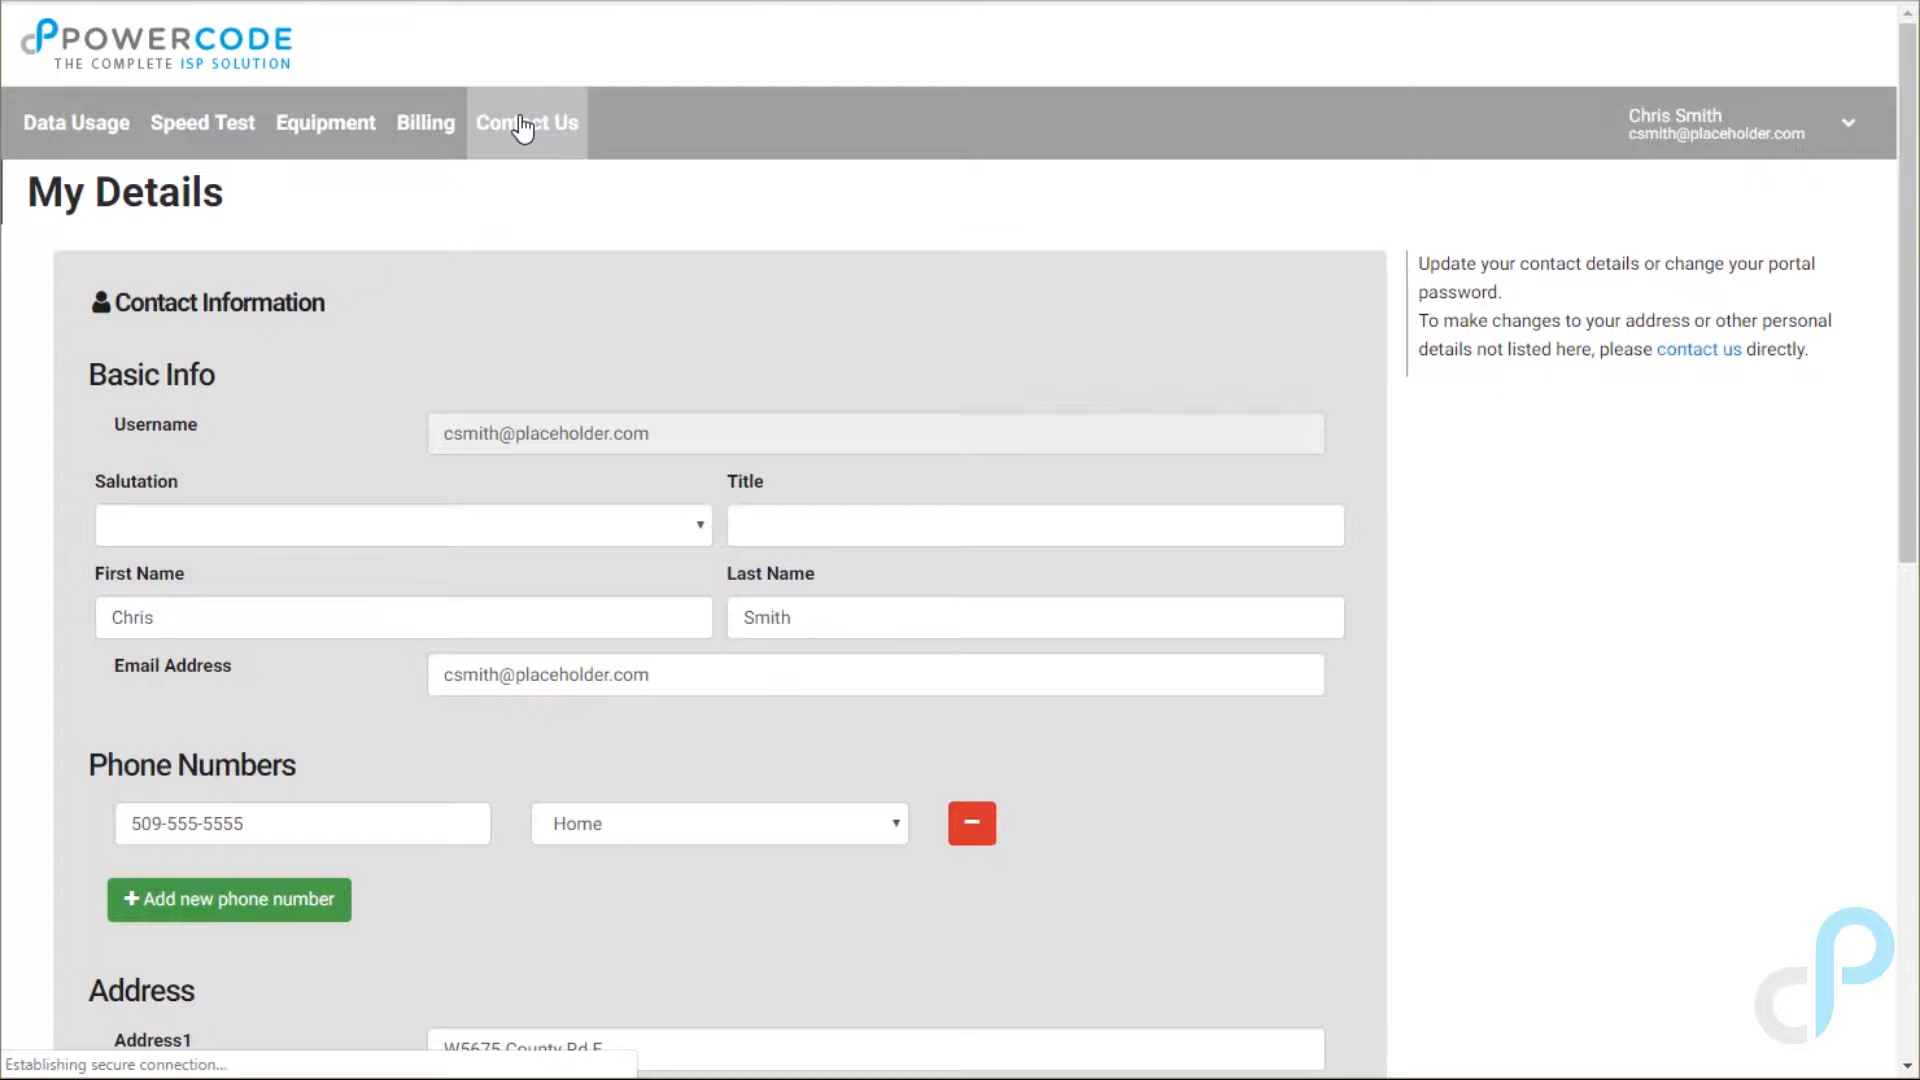 POWERCODE
THE COMPLETE ISP SOLUTION
Data Usage Speed Test Equipment Billing Contact Us
Chris Smith
csmith@placeholder.com
My Details
Contact Information
Basic Info
Username
csmith@placeholder.com
Salutation
Title
First Name
Last Name
Chris
Smith
Email Address
csmith@placeholder.com
Phone Numbers
509-555-5555
Home
+ Add new phone number
Address
Address1
W5675 County Rd F
Update your contact details or change your portal
password.
To make changes to your address or other personal
details not listed here, please contact us directly.
Establishing secure connection...